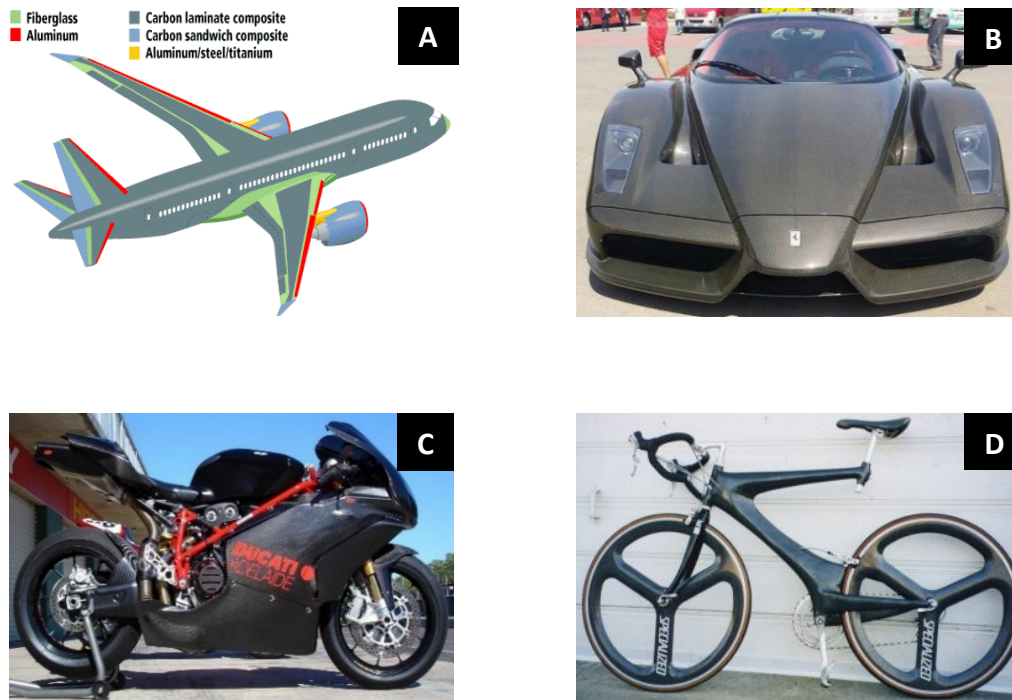 Fiberglass
Aluminum
Carbon laminate composite
Carbon sandwich composite
Aluminum/steel/titanium
A
B
C
DUCATI
ADELAIDE
D
SPECIALIZED
SPECIALIZED